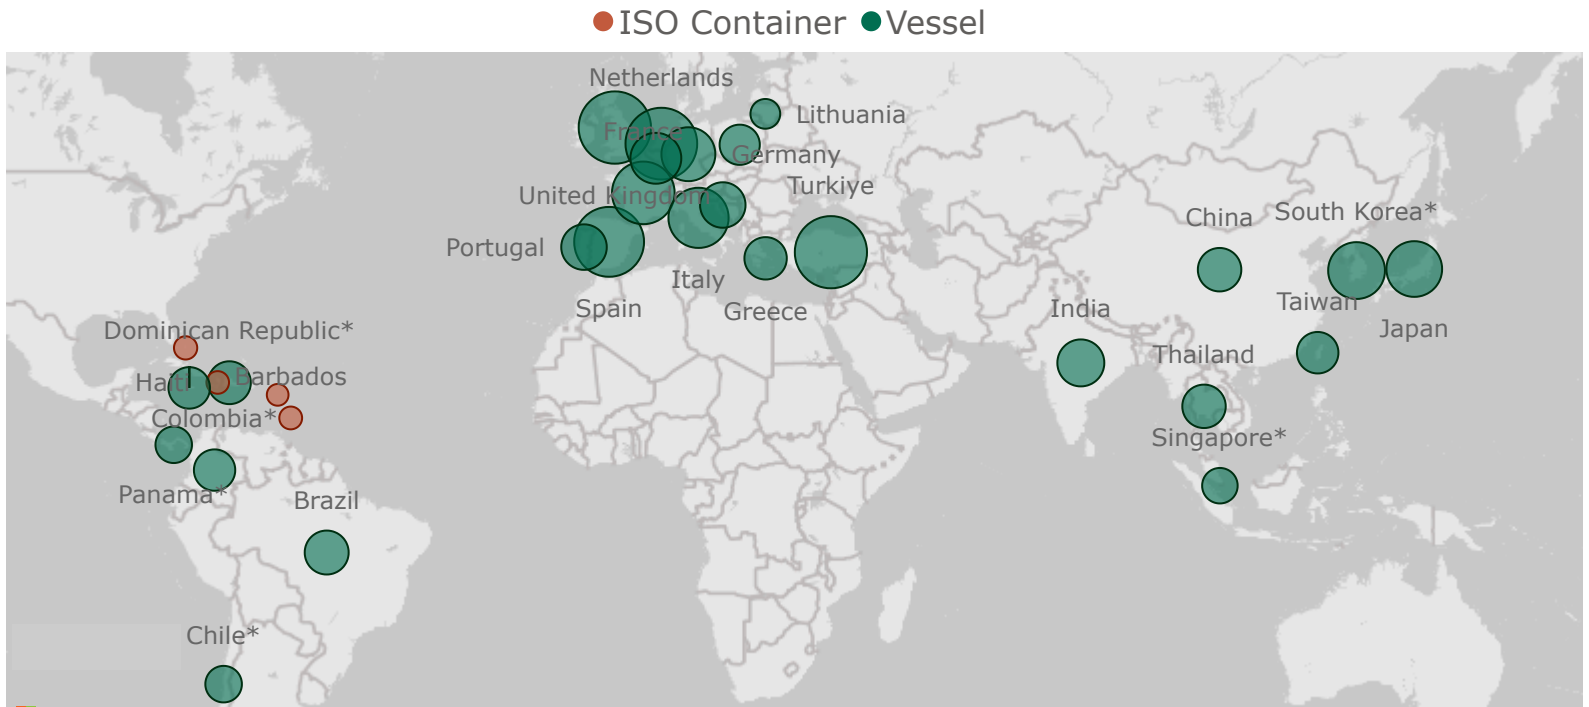 ISO Container Vessel
Netherlands
Lithuania
France
Germany
Turkiye
United Kingdom
China
South Korea*
Portugal
Italy
Spain
Greece
India
Taiwan
Japan
Dominican Republic*
Thailand
Haiti
Barbados
Colombia*
Singapore*
Panama*
Brazil
Chile*